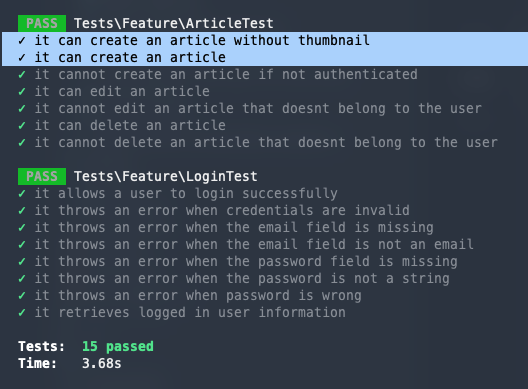 PASS Tests\Feature\ArticleTest
✓ it can create an article without thumbnail
✓ it can create an article
✓ it cannot create an article if not authenticated
✓ it can edit an article
✓ it cannot edit an article that doesnt belong to the user
✓ it can delete an article
✓ it cannot delete an article that doesnt belong to the user
PASS Tests\Feature\LoginTest
✓ it allows a user to login successfully
✓ it throws an error when credentials are invalid
✓ it throws an error when the email field is missing
✓ it throws an error when the email field is not an email
✓ it throws an error when the password field is missing
✓ it throws an error when the password is not a string
✓ it throws an error when password is wrong
✓ it retrieves logged in user information
Tests: 15 passed
Time: 3.68s